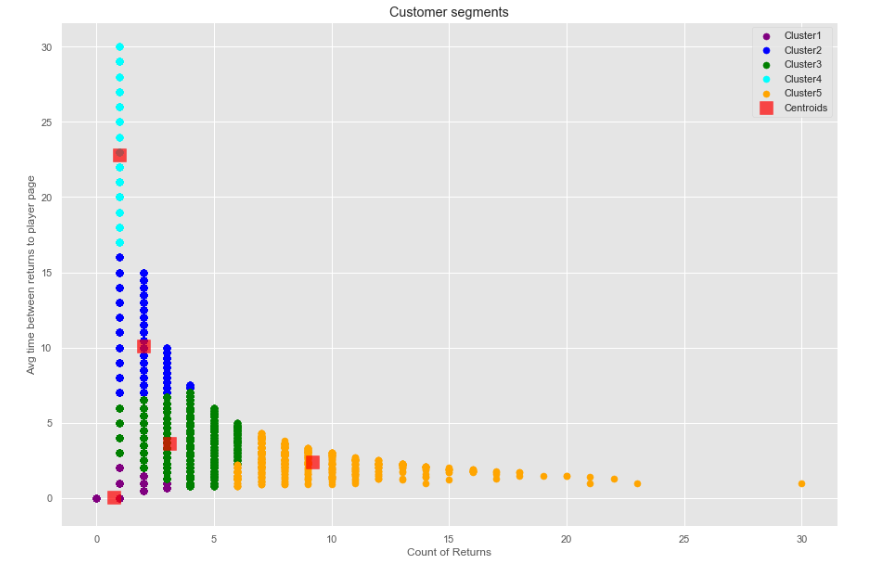 Customer segments
Cluster1
Cluster2
Cluster3
Cluster4
Cluster5
Centroids
Avg time between returns to player page
30
25
20
15
10
5
0
0 5 10 15 20 25 30
Count of Returns